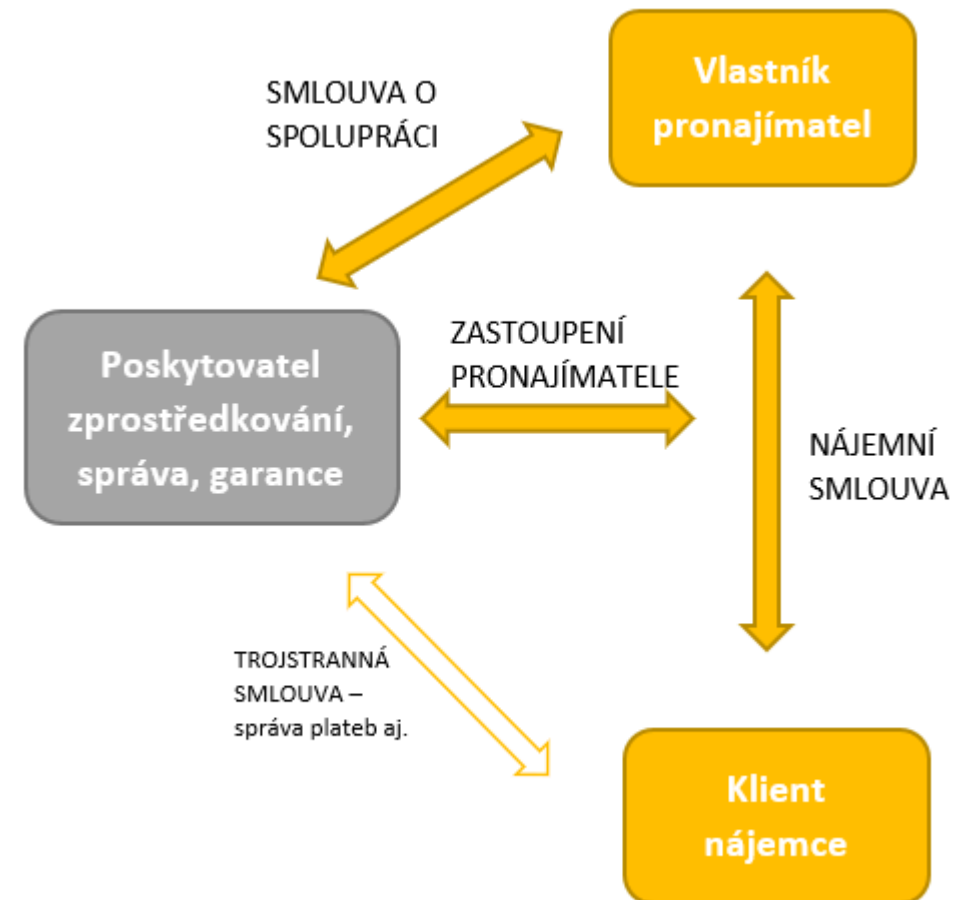 SMLOUVA O
SPOLUPRÁCI
Vlastník
pronajímatel
Poskytovatel
zprostředkování,
správa, garance
ZASTOUPENÍ
PRONAJÍMATELE
NÁJEMNÍ
SMLOUVA
TROJSTRANNÁ
SMLOUVA –
správa plateb aj.
Klient
nájemce